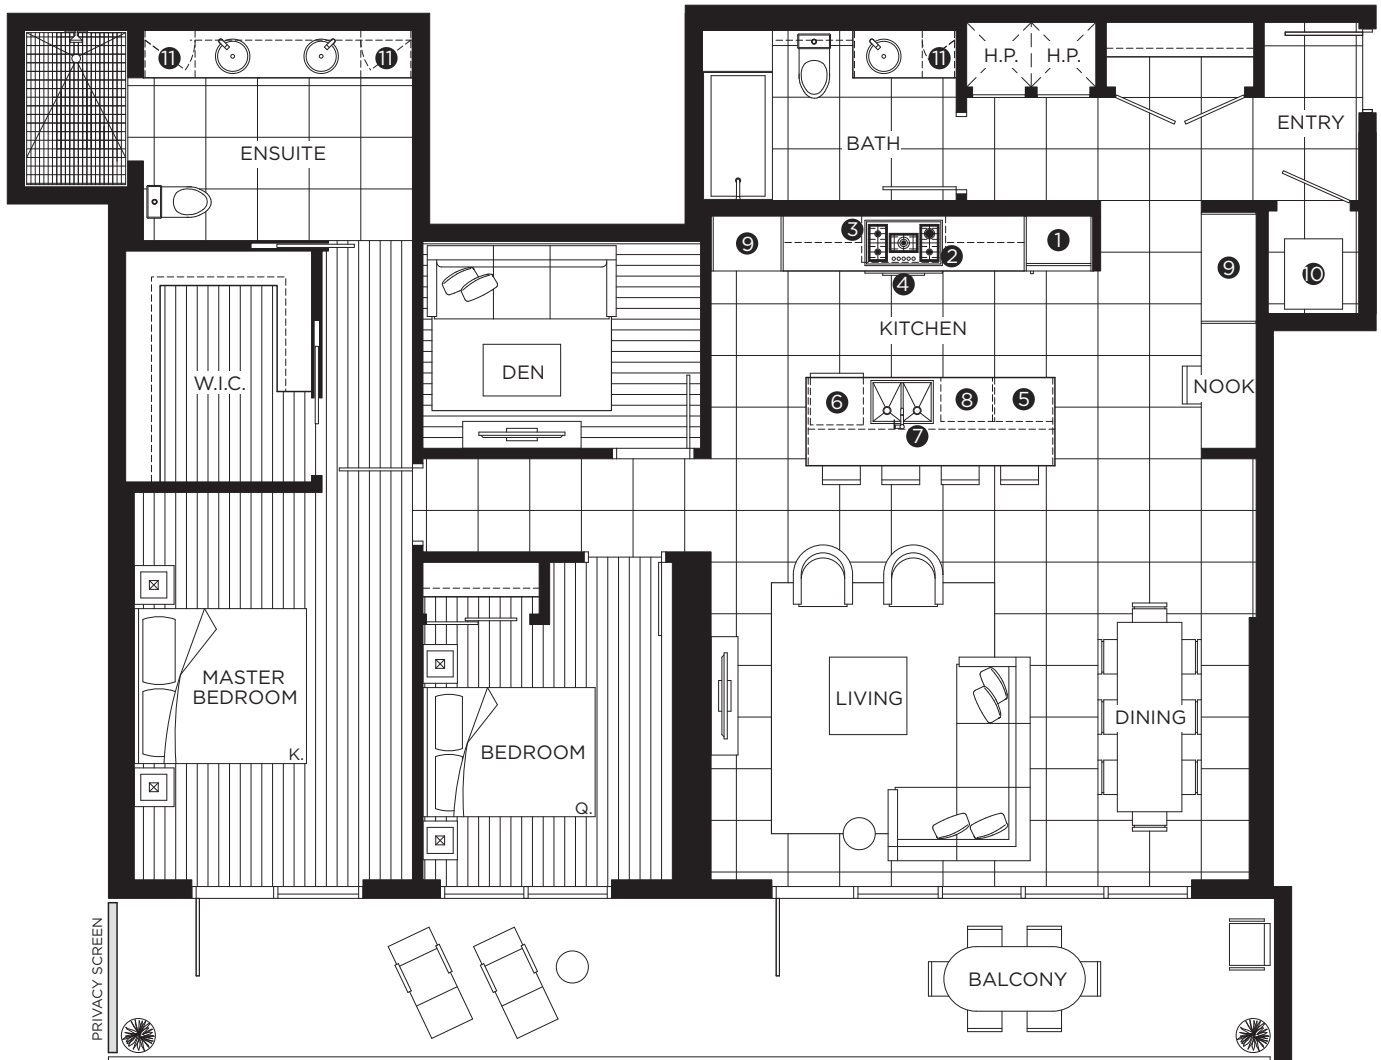 11
11
11
H.P.
H.P.
ENTRY
ENSUITE
BATH
3
9
1
2
4
9
10
KITCHEN
DEN
W.I.C.
NOOK
6
8
5
7
MASTER
BEDROOM
K.
BEDROOM
Q.
LIVING
DINING
PRIVACY SCREEN
BALCONY